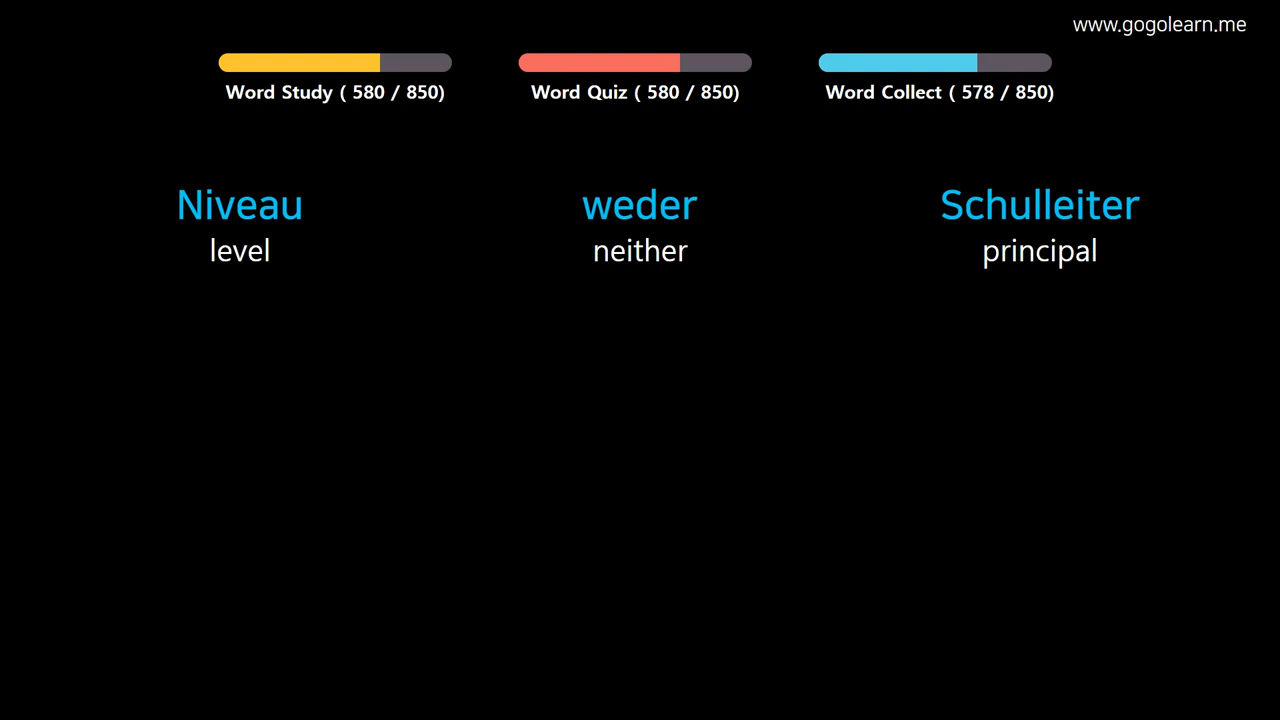 www.gogolearn.me
Word Study ( 580 / 850)
Word Quiz ( 580 / 850)
Word Collect ( 578 / 850)
Niveau
level
weder
neither
Schulleiter
principal